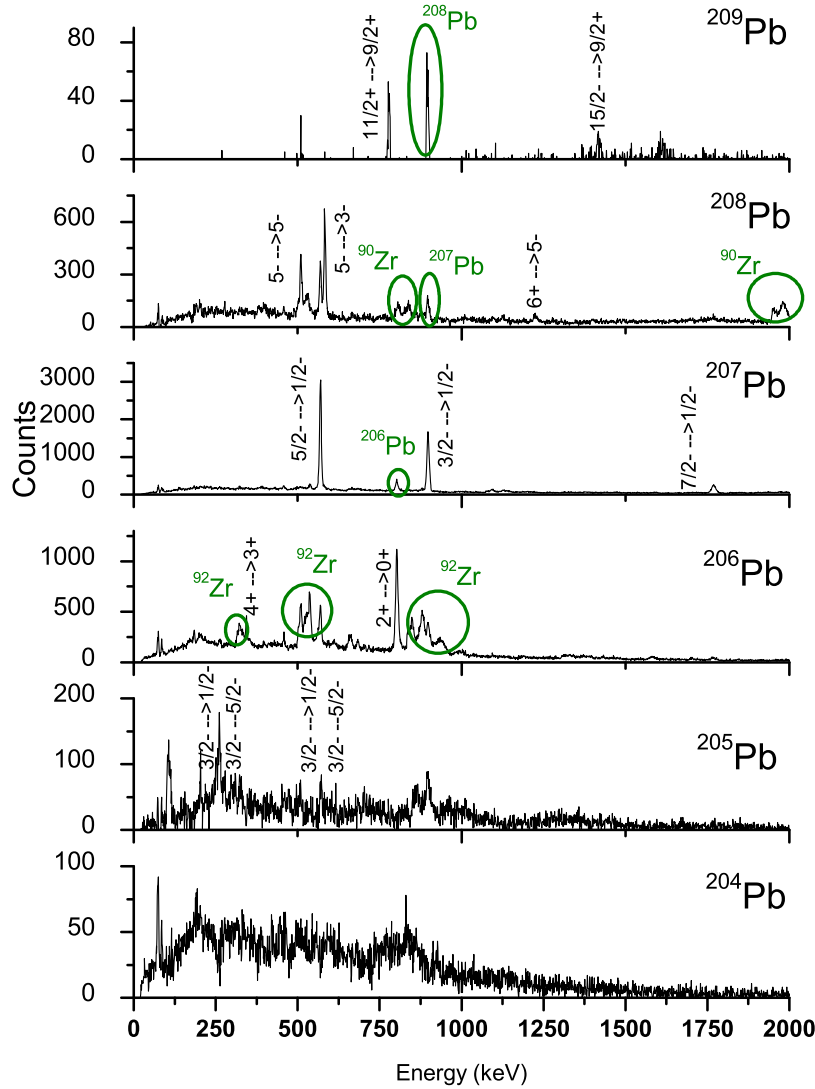 ²⁰⁸Pb
²⁰⁹Pb
80
40
0
11/2+ -->9/2+
15/2- -->9/2+
²⁰⁸Pb
600
300
0
5- --->5-
5- --->3-
⁹⁰Zr
²⁰⁷Pb
6+ -->5-
⁹⁰Zr
²⁰⁷Pb
3000
2000
1000
0
5/2- --->1/2-
²⁰⁶Pb
3/2- --->1/2-
7/2- -->1/2-
Counts
²⁰⁶Pb
1000
500
0
⁹²Zr
4+ -->3+
⁹²Zr
2+ -->0+
⁹²Zr
²⁰⁵Pb
200
100
0
3/2- --->1/2-
3/2- ---5/2-
3/2- --->1/2-
3/2- ---5/2-
²⁰⁴Pb
100
50
0
0 250 500 750 1000 1250 1500 1750 2000
Energy (keV)